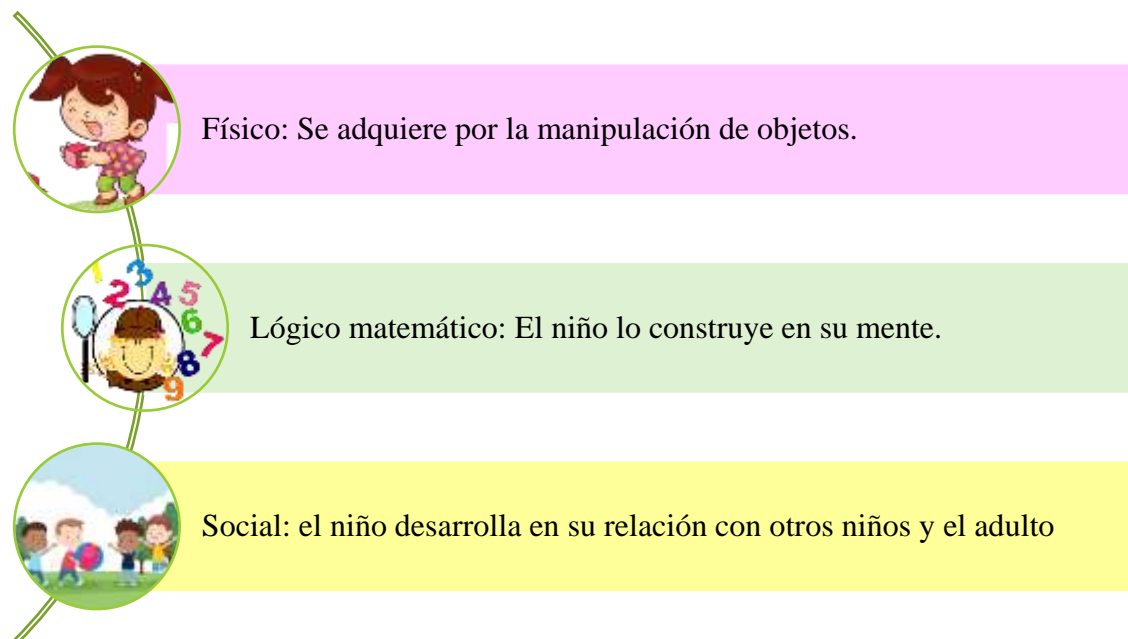 Físico: Se adquiere por la manipulación de objetos.
1 2 3 4 5 6 7 8 9
Lógico matemático: El niño lo construye en su mente.
Social: el niño desarrolla en su relación con otros niños y el adulto